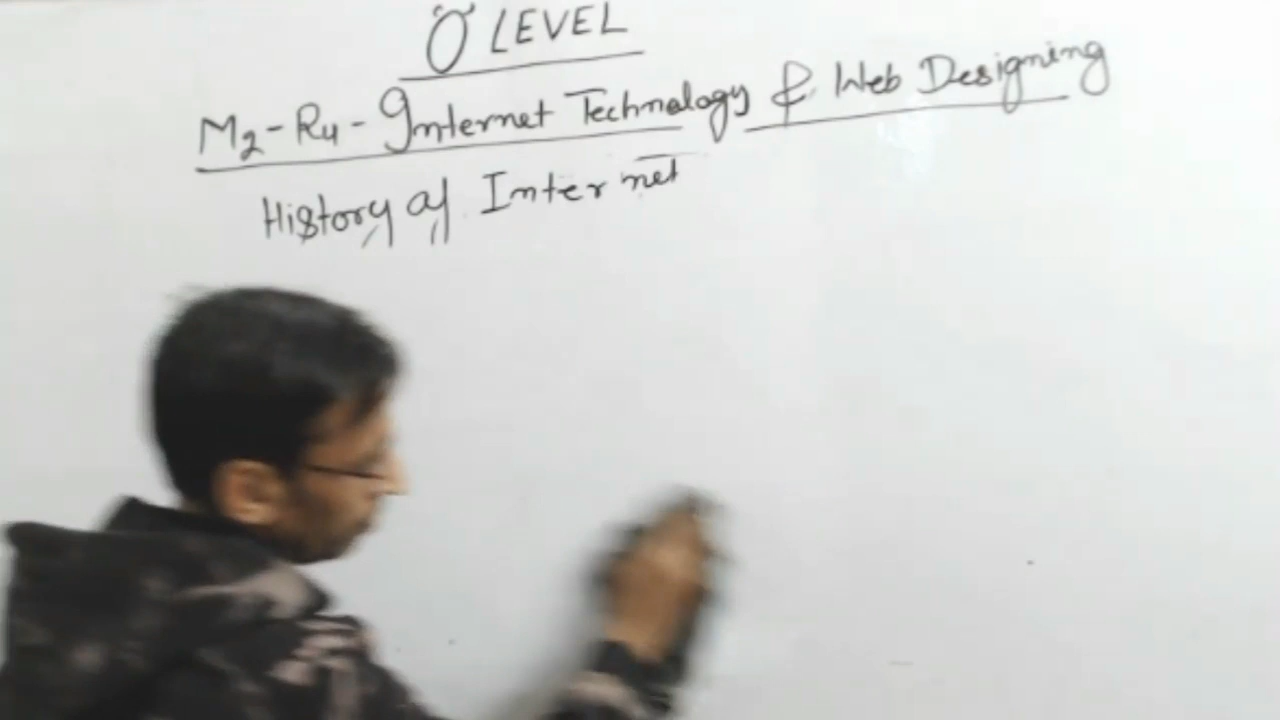 "O" LEVEL
M2-R4-Internet Technology & Web Designing
History of Internet